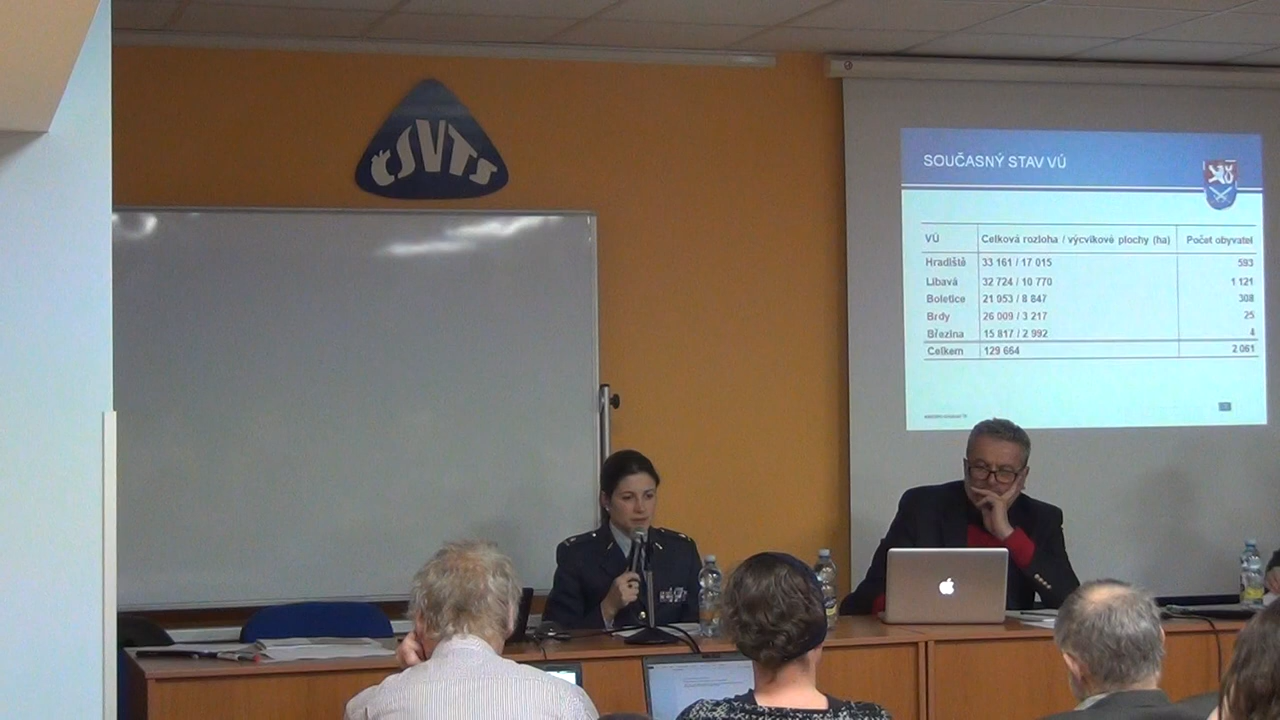 ČSVTS
SOUČASNÝ STAV VÚ
VÚ Celková rozloha / výcvikové plochy (ha) Počet obyvatel
Hradiště 33 161 / 17 015 593
Libavá 32 724 / 10 770 1 121
Boletice 21 953 / 8 847 308
Brdy 26 009 / 3 217 25
Březina 15 817 / 2 992 4
Celkem 129 664 2 051